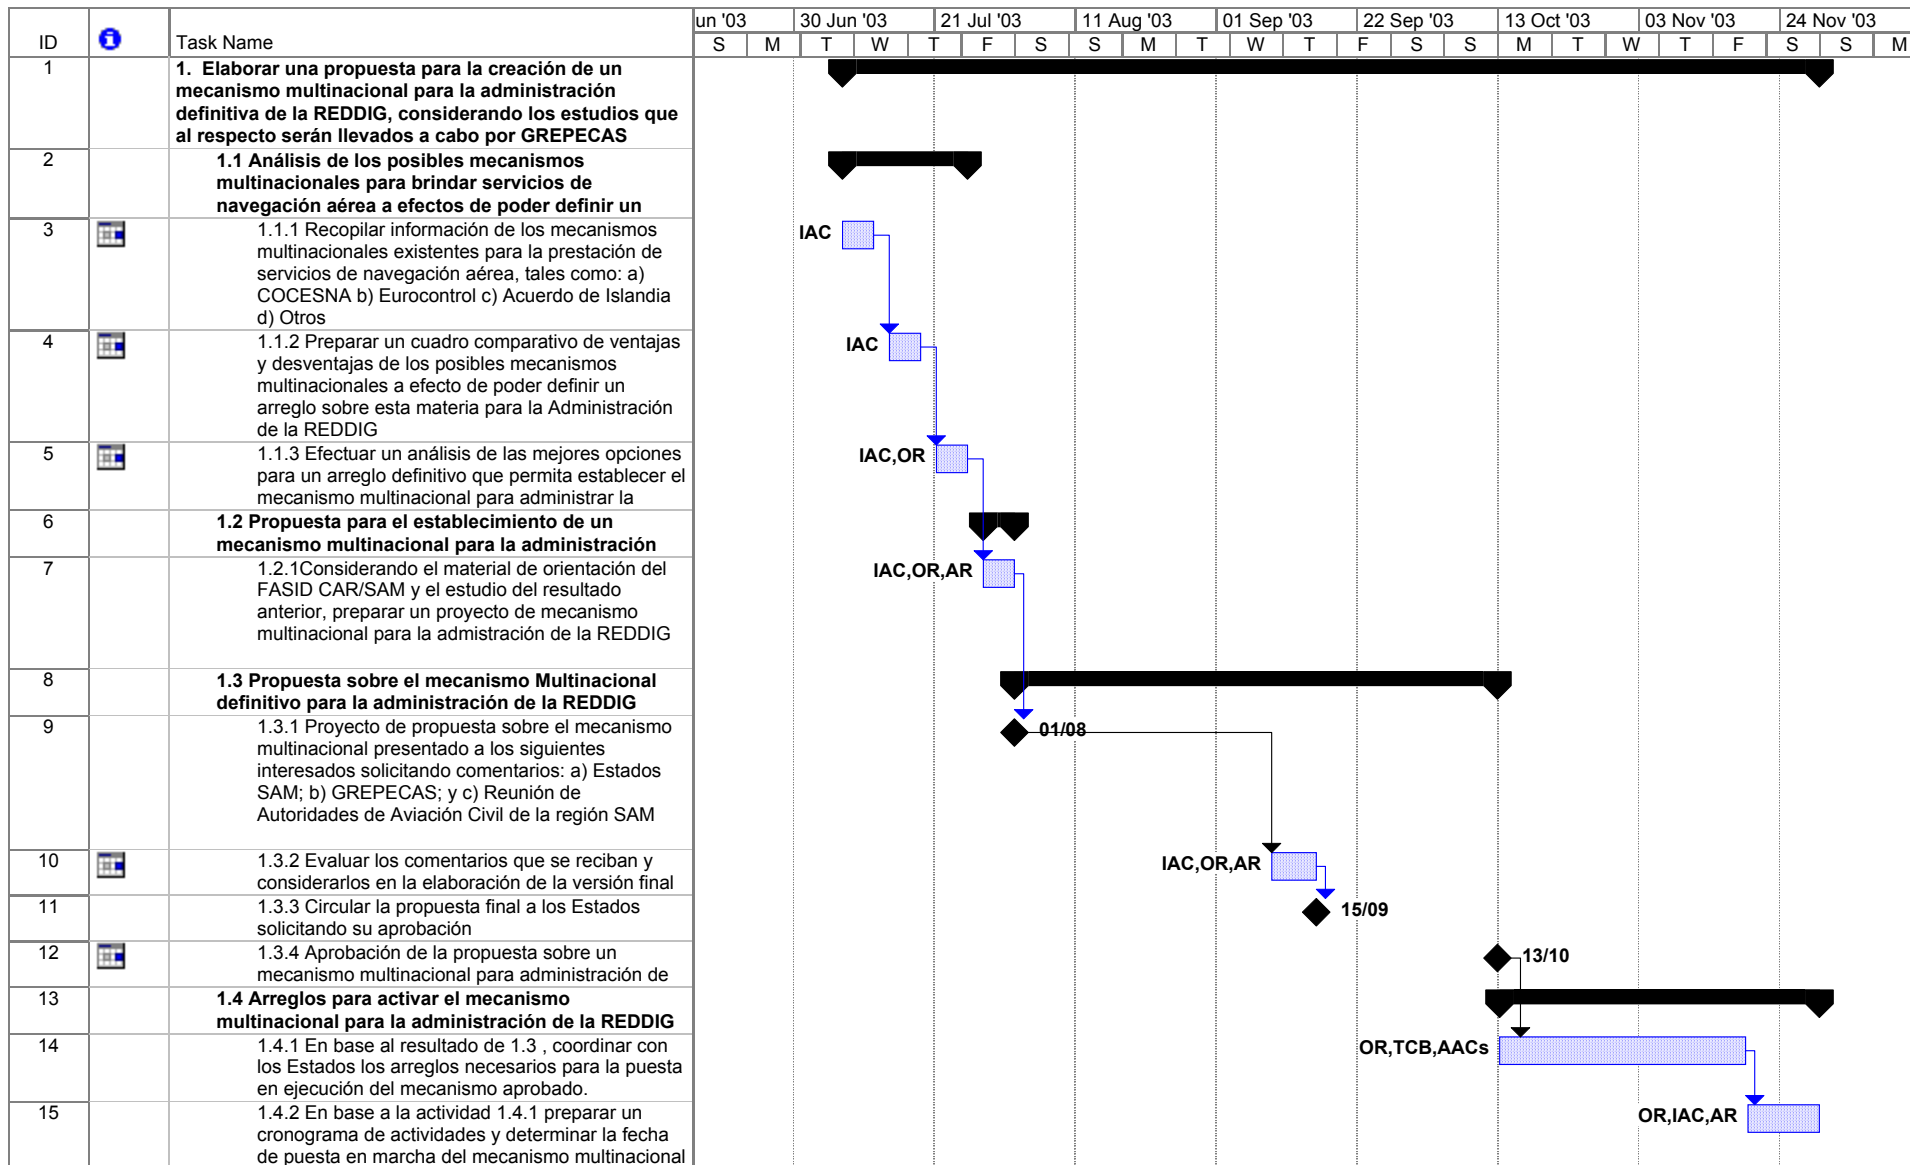 un '03 30 Jun '03 21 Jul '03 11 Aug '03 01 Sep '03 22 Sep '03 13 Oct '03 03 Nov '03 24 Nov '03
ID Task Name S M T W T F S S M T W T F S S M T W T F S S M
1 1. Elaborar una propuesta para la creación de un
mecanismo multinacional para la administración
definitiva de la REDDIG, considerando los estudios que
al respecto serán llevados a cabo por GREPECAS
2 1.1 Análisis de los posibles mecanismos
multinacionales para brindar servicios de
navegación aérea a efectos de poder definir un
3 1.1.1 Recopilar información de los mecanismos
multinacionales existentes para la prestación de
servicios de navegación aérea, tales como: a)
COCESNA b) Eurocontrol c) Acuerdo de Islandia
d) Otros
IAC
4 1.1.2 Preparar un cuadro comparativo de ventajas
y desventajas de los posibles mecanismos
multinacionales a efecto de poder definir un
arreglo sobre esta materia para la Administración
de la REDDIG
IAC
5 1.1.3 Efectuar un análisis de las mejores opciones
para un arreglo definitivo que permita establecer el
mecanismo multinacional para administrar la
IAC,OR
6 1.2 Propuesta para el establecimiento de un
mecanismo multinacional para la administración
7 1.2.1Considerando el material de orientación del
FASID CAR/SAM y el estudio del resultado
anterior, preparar un proyecto de mecanismo
multinacional para la admistración de la REDDIG
IAC,OR,AR
8 1.3 Propuesta sobre el mecanismo Multinacional
definitivo para la administración de la REDDIG
9 1.3.1 Proyecto de propuesta sobre el mecanismo
multinacional presentado a los siguientes
interesados solicitando comentarios: a) Estados
SAM; b) GREPECAS; y c) Reunión de
Autoridades de Aviación Civil de la región SAM
01/08
10 1.3.2 Evaluar los comentarios que se reciban y
considerarlos en la elaboración de la versión final
IAC,OR,AR
11 1.3.3 Circular la propuesta final a los Estados
solicitando su aprobación
15/09
12 1.3.4 Aprobación de la propuesta sobre un
mecanismo multinacional para administración de
13/10
13 1.4 Arreglos para activar el mecanismo
multinacional para la administración de la REDDIG
14 1.4.1 En base al resultado de 1.3 , coordinar con
los Estados los arreglos necesarios para la puesta
en ejecución del mecanismo aprobado.
OR,TCB,AACs
15 1.4.2 En base a la actividad 1.4.1 preparar un
cronograma de actividades y determinar la fecha
de puesta en marcha del mecanismo multinacional
OR,IAC,AR